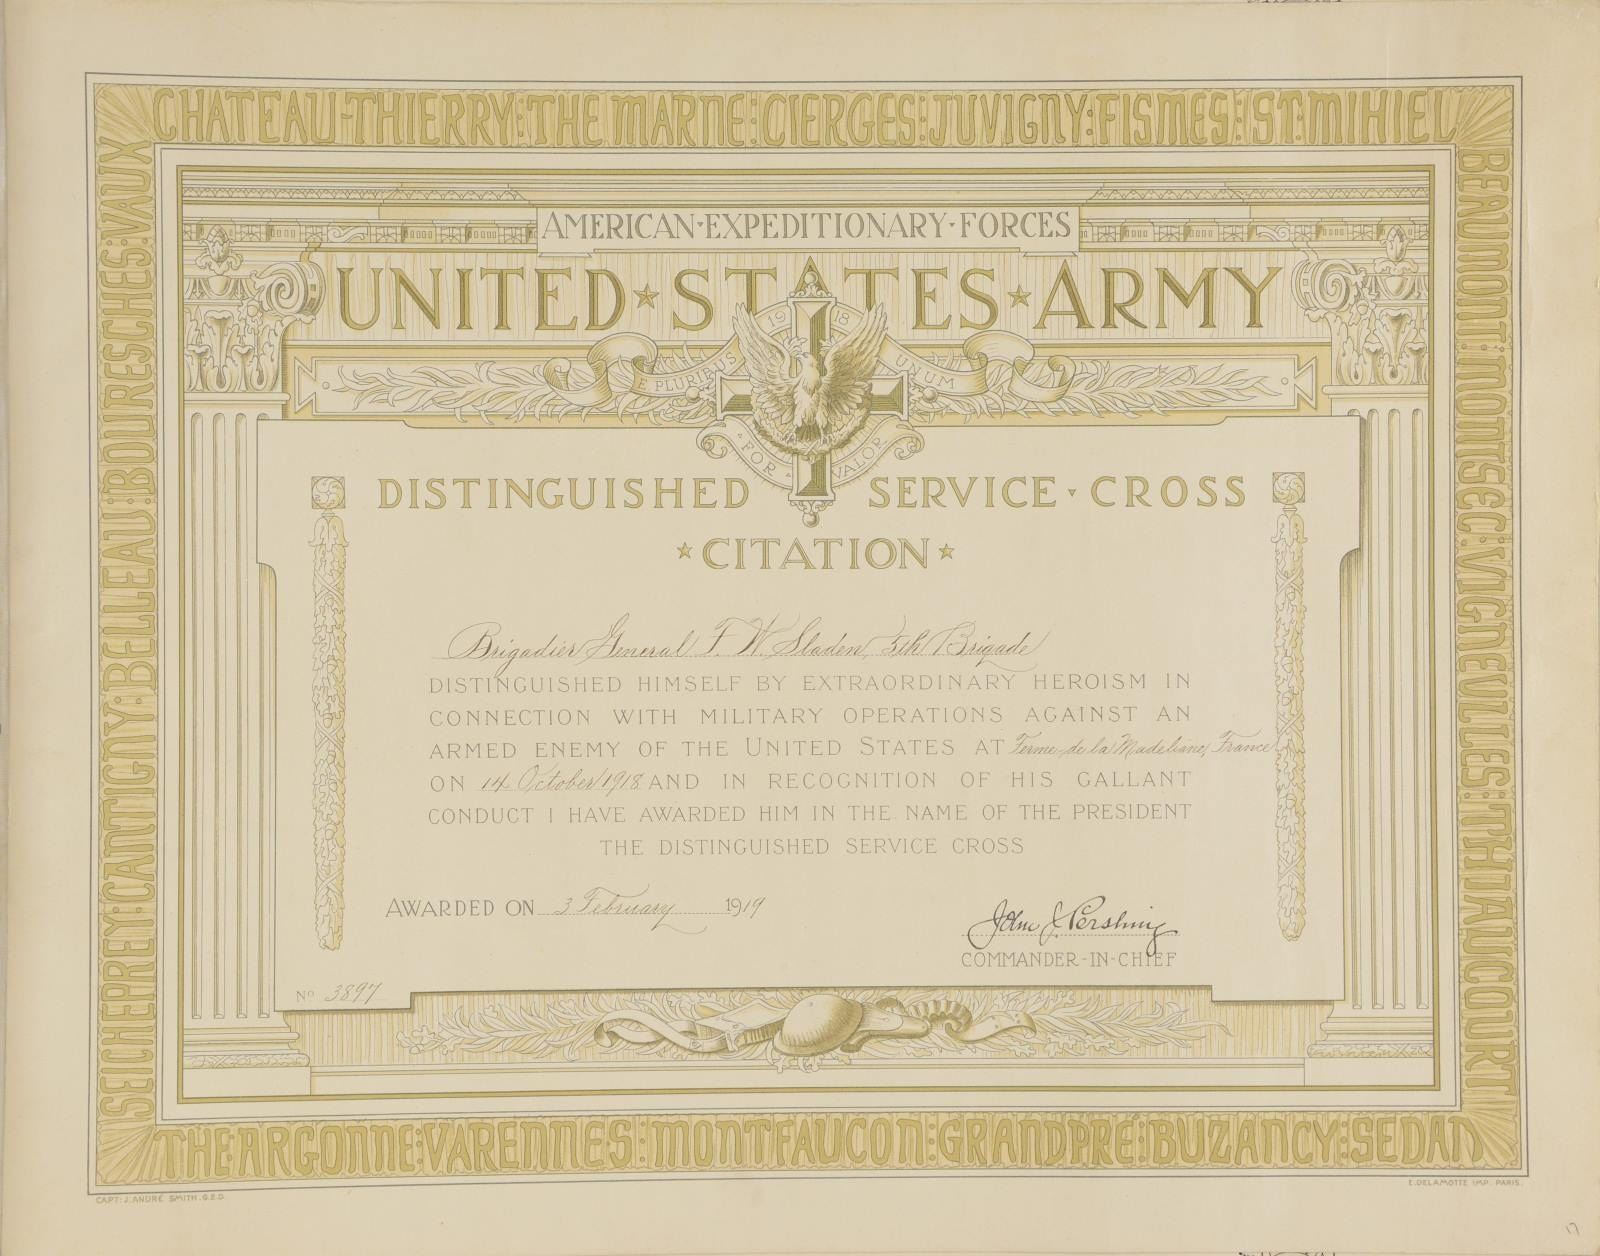 CHATEAU-THIERRY:THE MARNE:CIERGES:JUVIGNY:FISMES:ST.MIHIEL
SEICHEPREY:CANTIGNY:BELLEAU:BOURESCHES:VAUX
BEAUMONT:MONTSEC:VIGNEULLES:THIAUCOURT
AMERICAN·EXPEDITIONARY·FORCES
UNITED★STATES★ARMY
19 18
E. PLURIBUS UNUM
FOR VALOR
DISTINGUISHED SERVICE·CROSS
★CITATION★
Brigadier General F. W. Sladen, 5th Brigade
DISTINGUISHED HIMSELF BY EXTRAORDINARY HEROISM IN
CONNECTION WITH MILITARY OPERATIONS AGAINST AN
ARMED ENEMY OF THE UNITED STATES AT Ferme-de la Madeleine, France
ON 14 October 1918 AND IN RECOGNITION OF HIS GALLANT
CONDUCT I HAVE AWARDED HIM IN THE NAME OF THE PRESIDENT
THE DISTINGUISHED SERVICE CROSS
AWARDED ON 3 February 1919
John J. Pershing
COMMANDER-IN-CHIEF
No 3897
THE ARGONNE:VARENNES:MONTFAUCON:GRANDPRÉ:BUZANCY:SEDAN
CAPT: J. ANDRÉ SMITH. G.E.D.
E. DELAMOTTE IMP. PARIS.
17